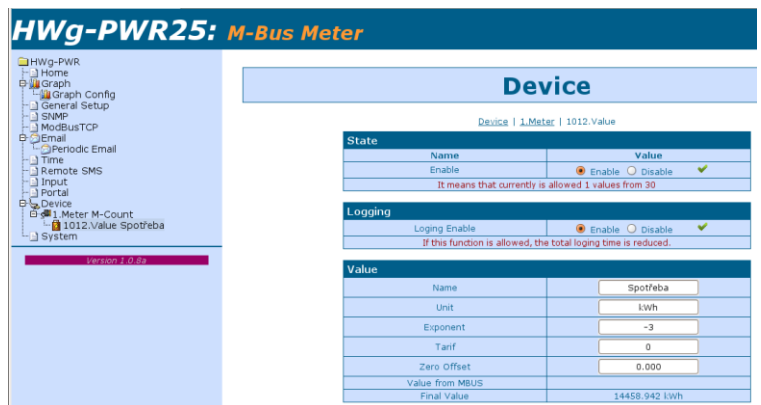 HWg-PWR25: M-Bus Meter
HWg-PWR
Home
Graph
Graph Config
General Setup
SNMP
ModBusTCP
Email
Periodic Email
Time
Remote SMS
Input
Portal
Device
1.Meter M-Count
1012.Value Spotřeba
System
Version 1.0.8a
Device
Device | 1.Meter | 1012.Value
State
Name Value
Enable Enable Disable
It means that currently is allowed 1 values from 30
Logging
Loging Enable Enable Disable
If this function is allowed, the total loging time is reduced.
Value
Name Spotřeba
Unit kWh
Exponent -3
Tarif 0
Zero Offset 0.000
Value from MBUS
Final Value 14458.942 kWh